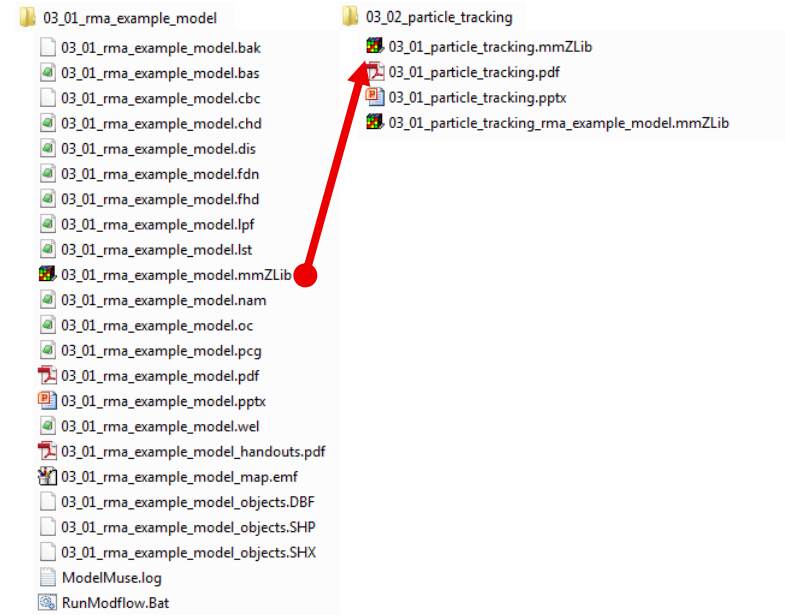 03_01_rma_example_model
03_01_rma_example_model.bak
03_01_rma_example_model.bas
03_01_rma_example_model.cbc
03_01_rma_example_model.chd
03_01_rma_example_model.dis
03_01_rma_example_model.fdn
03_01_rma_example_model.fhd
03_01_rma_example_model.lpf
03_01_rma_example_model.lst
03_01_rma_example_model.mmZLib
03_01_rma_example_model.nam
03_01_rma_example_model.oc
03_01_rma_example_model.pcg
03_01_rma_example_model.pdf
03_01_rma_example_model.pptx
03_01_rma_example_model.wel
03_01_rma_example_model_handouts.pdf
03_01_rma_example_model_map.emf
03_01_rma_example_model_objects.DBF
03_01_rma_example_model_objects.SHP
03_01_rma_example_model_objects.SHX
ModelMuse.log
RunModflow.Bat
03_02_particle_tracking
03_01_particle_tracking.mmZLib
03_01_particle_tracking.pdf
03_01_particle_tracking.pptx
03_01_particle_tracking_rma_example_model.mmZLib